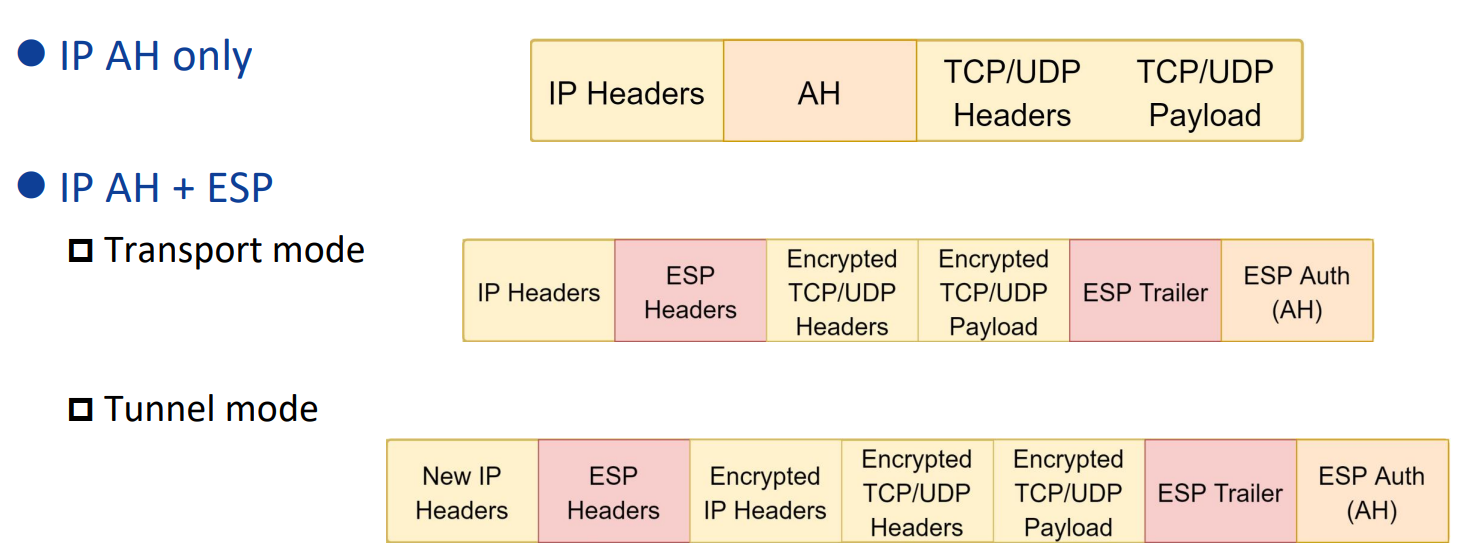 IP AH only
IP Headers
AH
TCP/UDP
Headers
TCP/UDP
Payload
IP AH + ESP
Transport mode
IP Headers
ESP
Headers
Encrypted
TCP/UDP
Headers
Encrypted
TCP/UDP
Payload
ESP Trailer
ESP Auth
(AH)
Tunnel mode
New IP
Headers
ESP
Headers
Encrypted
IP Headers
Encrypted
TCP/UDP
Headers
Encrypted
TCP/UDP
Payload
ESP Trailer
ESP Auth
(AH)